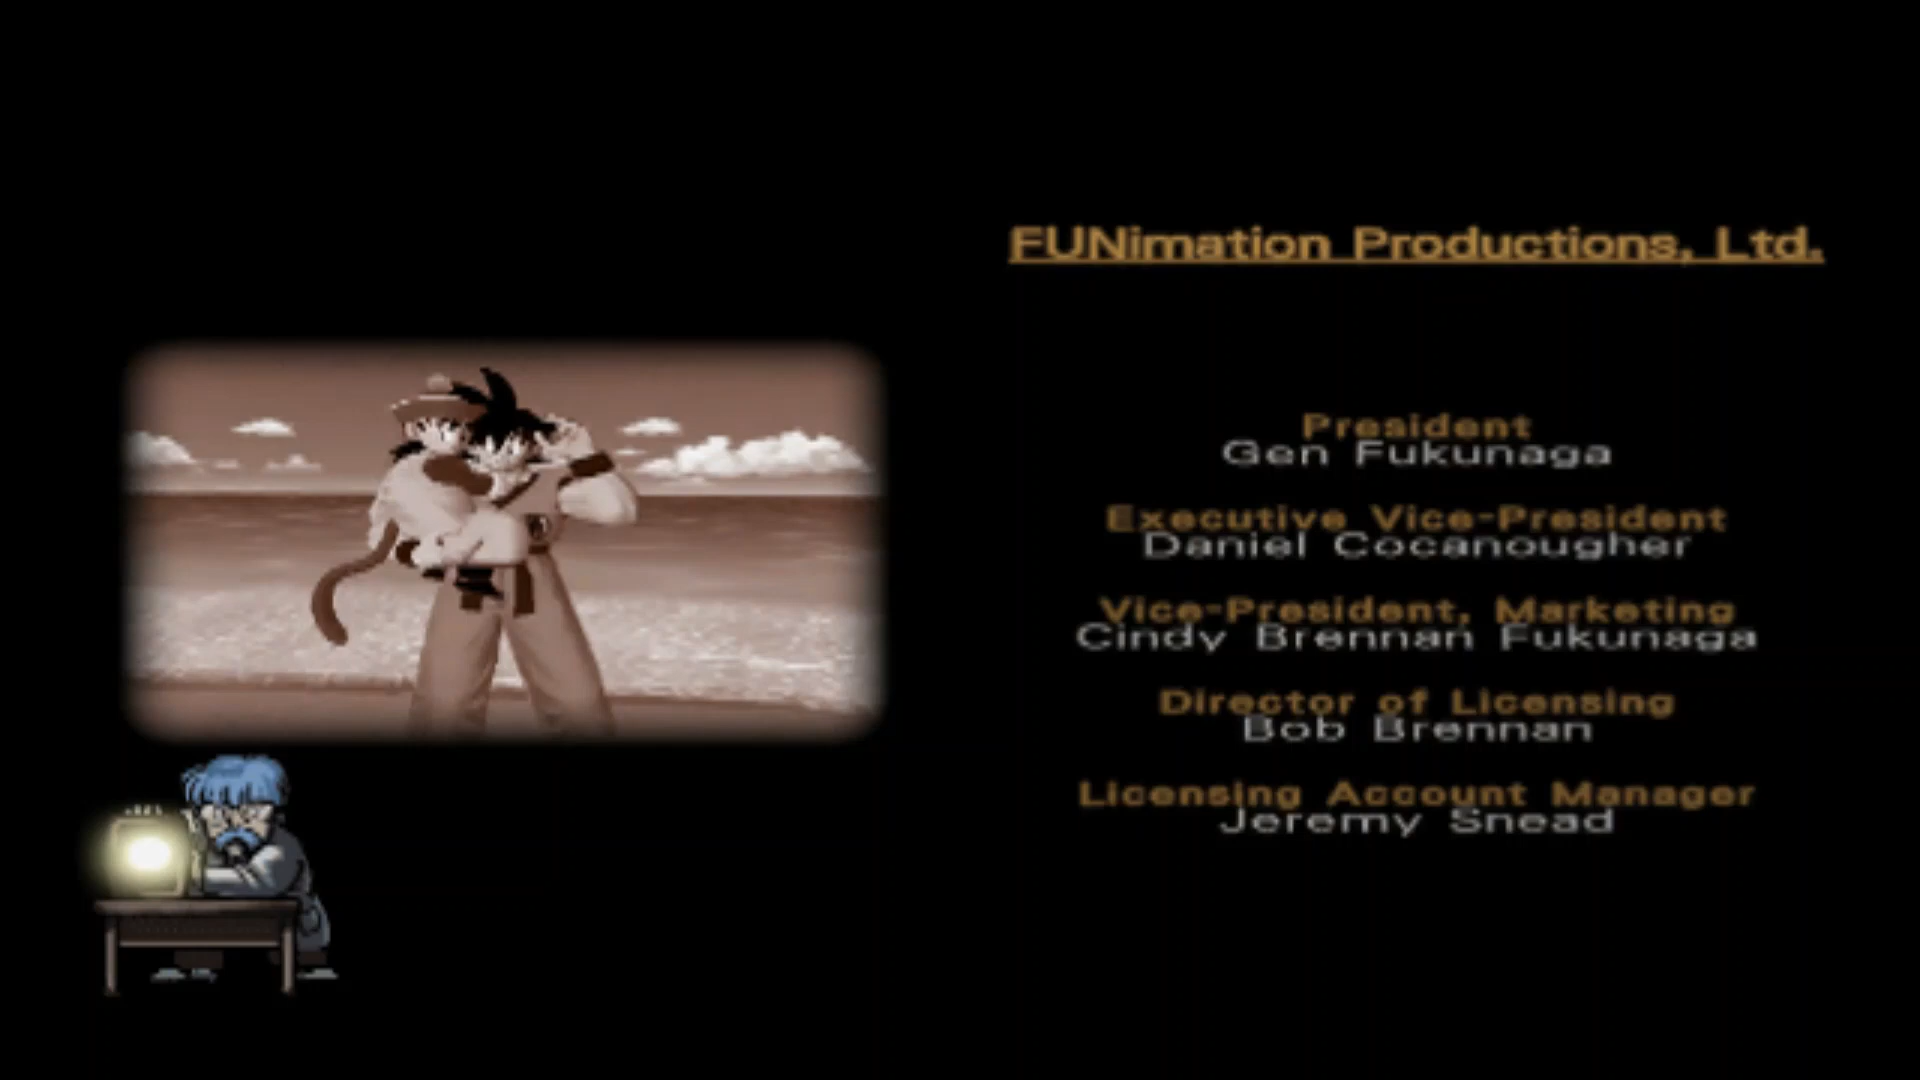 FUNimation Productions, Ltd.
President
Gen Fukunaga
Executive Vice-President
Daniel Cocanougher
Vice-President, Marketing
Cindy Brennan Fukunaga
Director of Licensing
Bob Brennan
Licensing Account Manager
Jeremy Snead